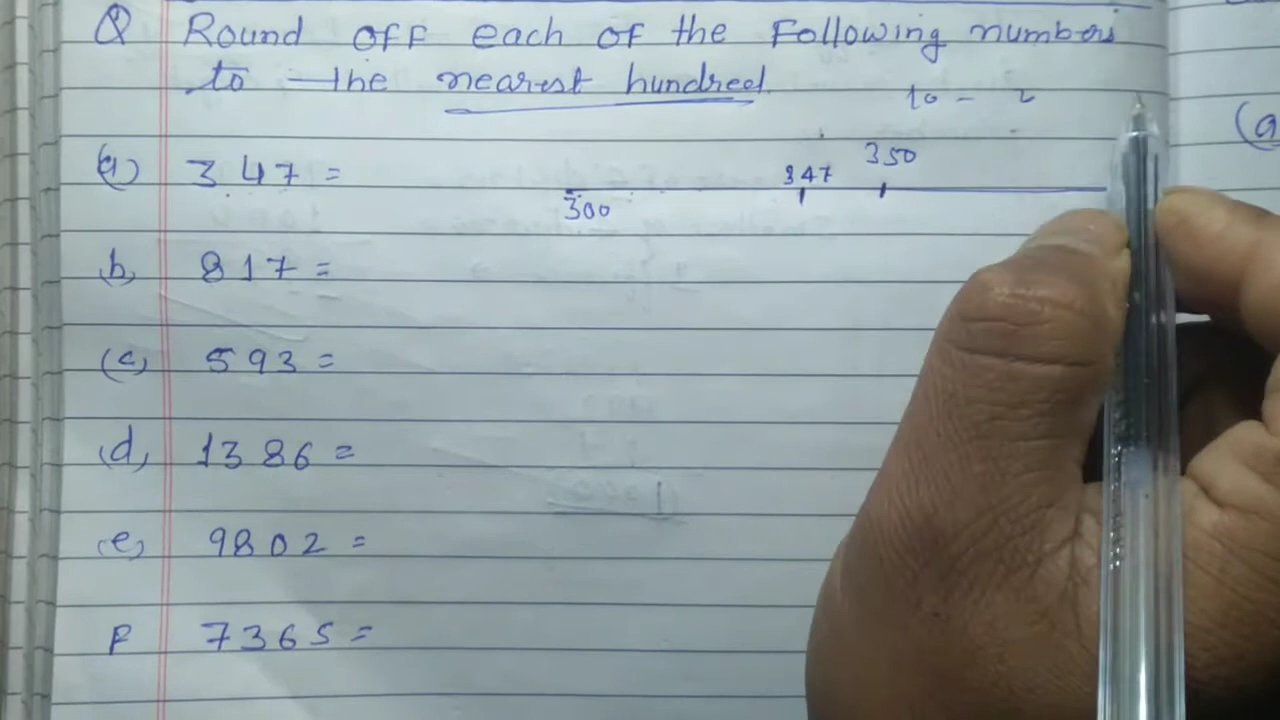 Q Round off each of the Following numbers
to the nearest hundred
10 -
(a) 347 =
300 347 350
(b) 817 =
(c) 593 =
(d) 1386 =
(e) 9802 =
F 7365 =
(a